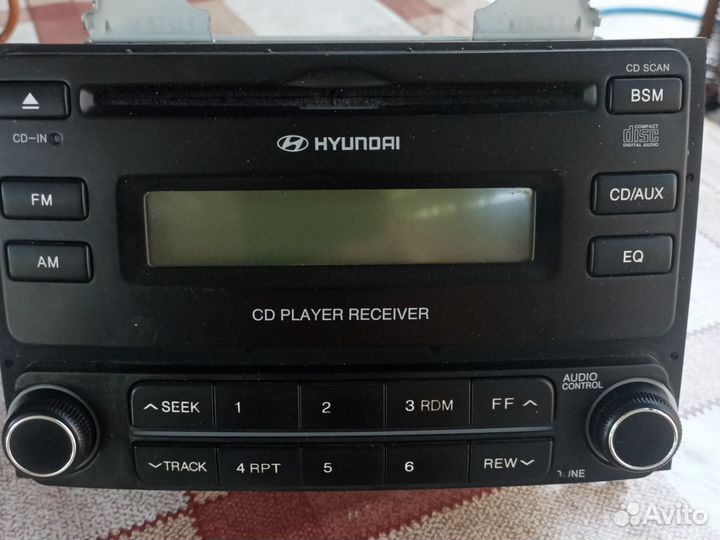 CD SCAN
BSM
CD-IN
COMPACT
disc
DIGITAL AUDIO
HYUNDAI
FM
CD/AUX
AM
EQ
CD PLAYER RECEIVER
AUDIO
CONTROL
SEEK
1
2
3 RDM
FF
TRACK
4 RPT
5
6
REW
Avito